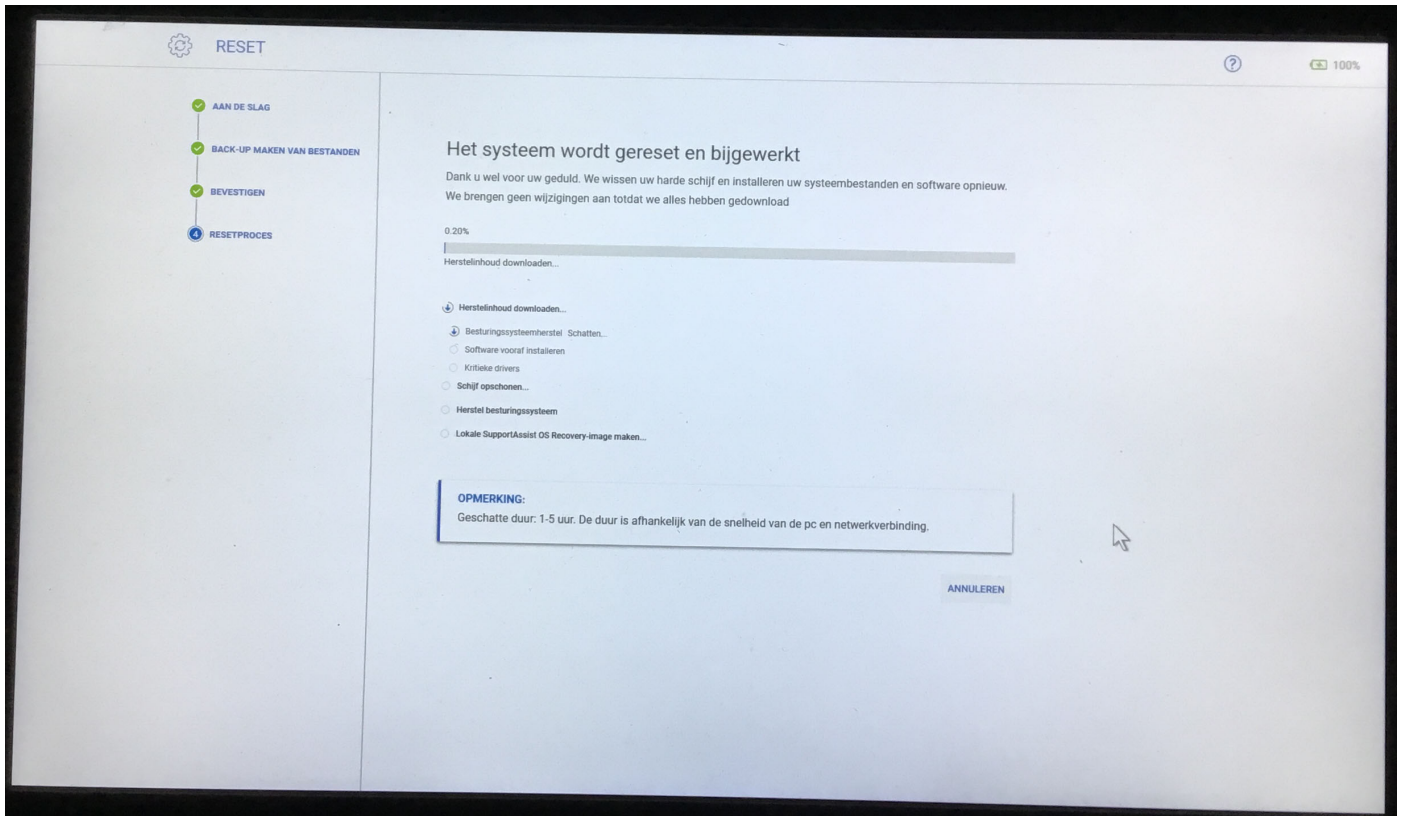 RESET
100%
AAN DE SLAG
BACK-UP MAKEN VAN BESTANDEN
BEVESTIGEN
4 RESETPROCES
Het systeem wordt gereset en bijgewerkt
Dank u wel voor uw geduld. We wissen uw harde schijf en installeren uw systeembestanden en software opnieuw.
We brengen geen wijzigingen aan totdat we alles hebben gedownload
0.20%
Herstelinhoud downloaden...
Herstelinhoud downloaden...
Besturingssysteemherstel Schatten...
Software vooraf installeren
Kritieke drivers
Schijf opschonen...
Herstel besturingssysteem
Lokale SupportAssist OS Recovery-image maken...
OPMERKING:
Geschatte duur: 1-5 uur. De duur is afhankelijk van de snelheid van de pc en netwerkverbinding.
ANNULEREN